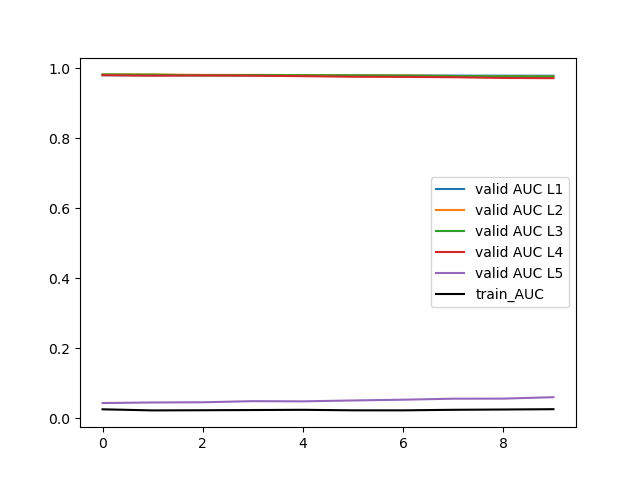 1.0
0.8
0.6
0.4
0.2
0.0
0 2 4 6 8
valid AUC L1
valid AUC L2
valid AUC L3
valid AUC L4
valid AUC L5
train_AUC